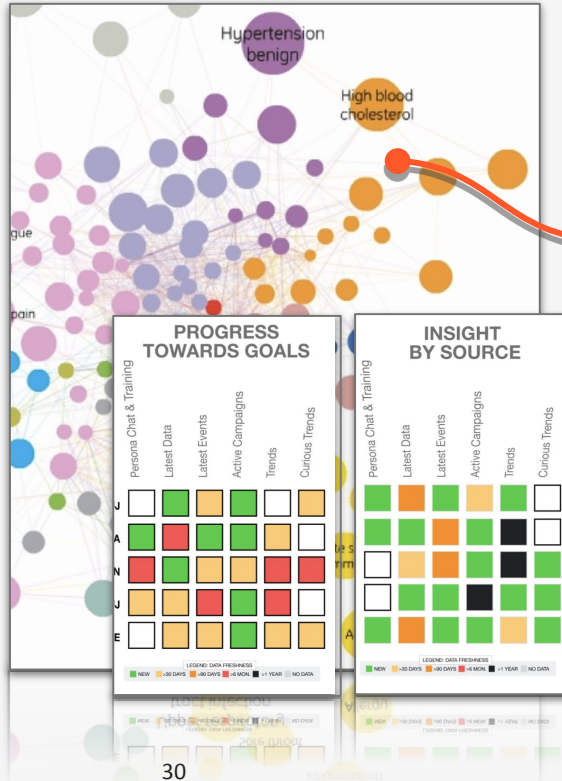 Hypertension
benign
High blood
cholesterol
gue
pain
PROGRESS
TOWARDS GOALS
Persona Chat & Training
Latest Data
Latest Events
Active Campaigns
Trends
Curious Trends
J
A
N
J
E
LEGEND: DATA FRESHNESS
NEW >30 DAYS >90 DAYS >6 MON. >1 YEAR NO DATA
INSIGHT
BY SOURCE
Persona Chat & Training
Latest Data
Latest Events
Active Campaigns
Trends
Curious Trends
LEGEND: DATA FRESHNESS
NEW >30 DAYS >90 DAYS >6 MON. >1 YEAR NO DATA
te s
A
Sore throat
30